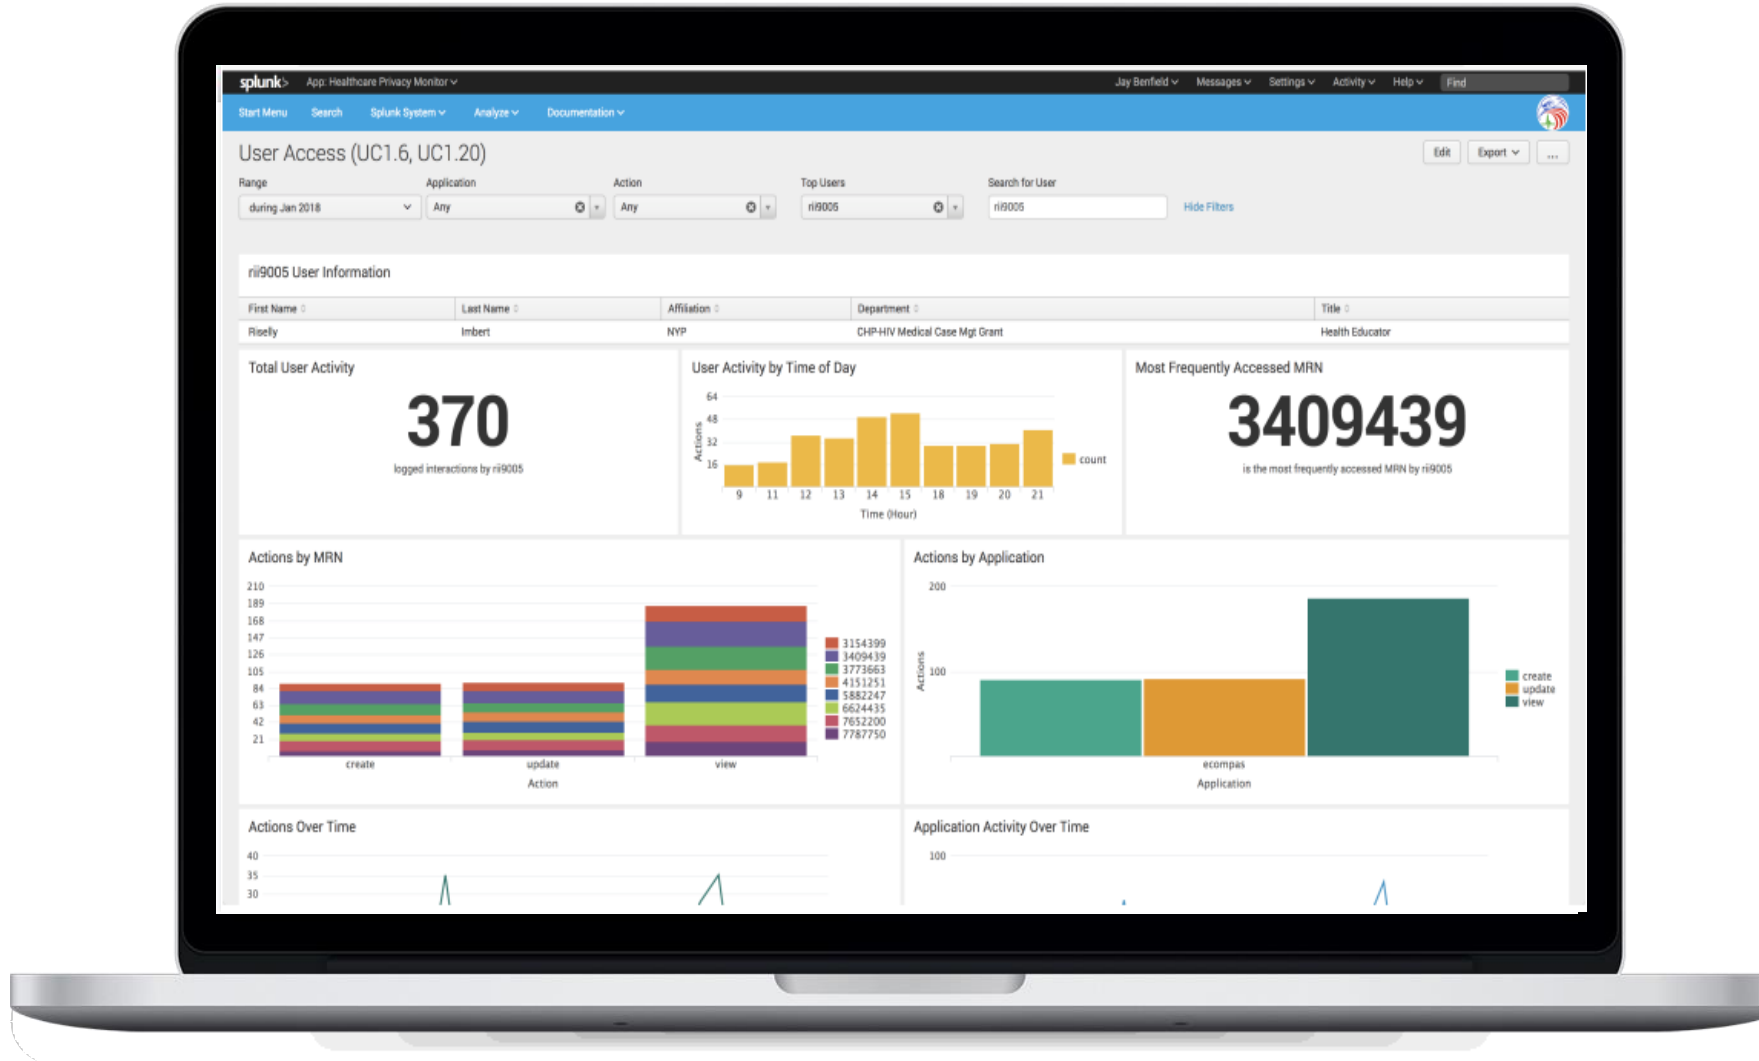 splunk> App: Healthcare Privacy Monitor Jay Benfield Messages Settings Activity Help Find
Start Menu Search Splunk System Analyze Documentation
User Access (UC1.6, UC1.20) Edit Export ...
Range Application Action Top Users Search for User
during Jan 2018 Any Any rii9005 rii9005 Hide Filters
rii9005 User Information
First Name Last Name Affiliation Department Title
Riselly Imbert NYP CHP-HIV Medical Case Mgt Grant Health Educator
Total User Activity
370
logged interactions by rii9005
User Activity by Time of Day
64
48
32
16
Actions
9 11 12 13 14 15 18 19 20 21
Time (Hour)
count
Most Frequently Accessed MRN
3409439
is the most frequently accessed MRN by rii9005
Actions by MRN
210
189
168
147
126
105
84
63
42
21
create update view
Action
3154399
3409439
3773663
4151251
5882247
6624435
7652200
7787750
Actions by Application
200
100
Actions
ecompas
Application
create
update
view
Actions Over Time
40
35
30
Application Activity Over Time
100